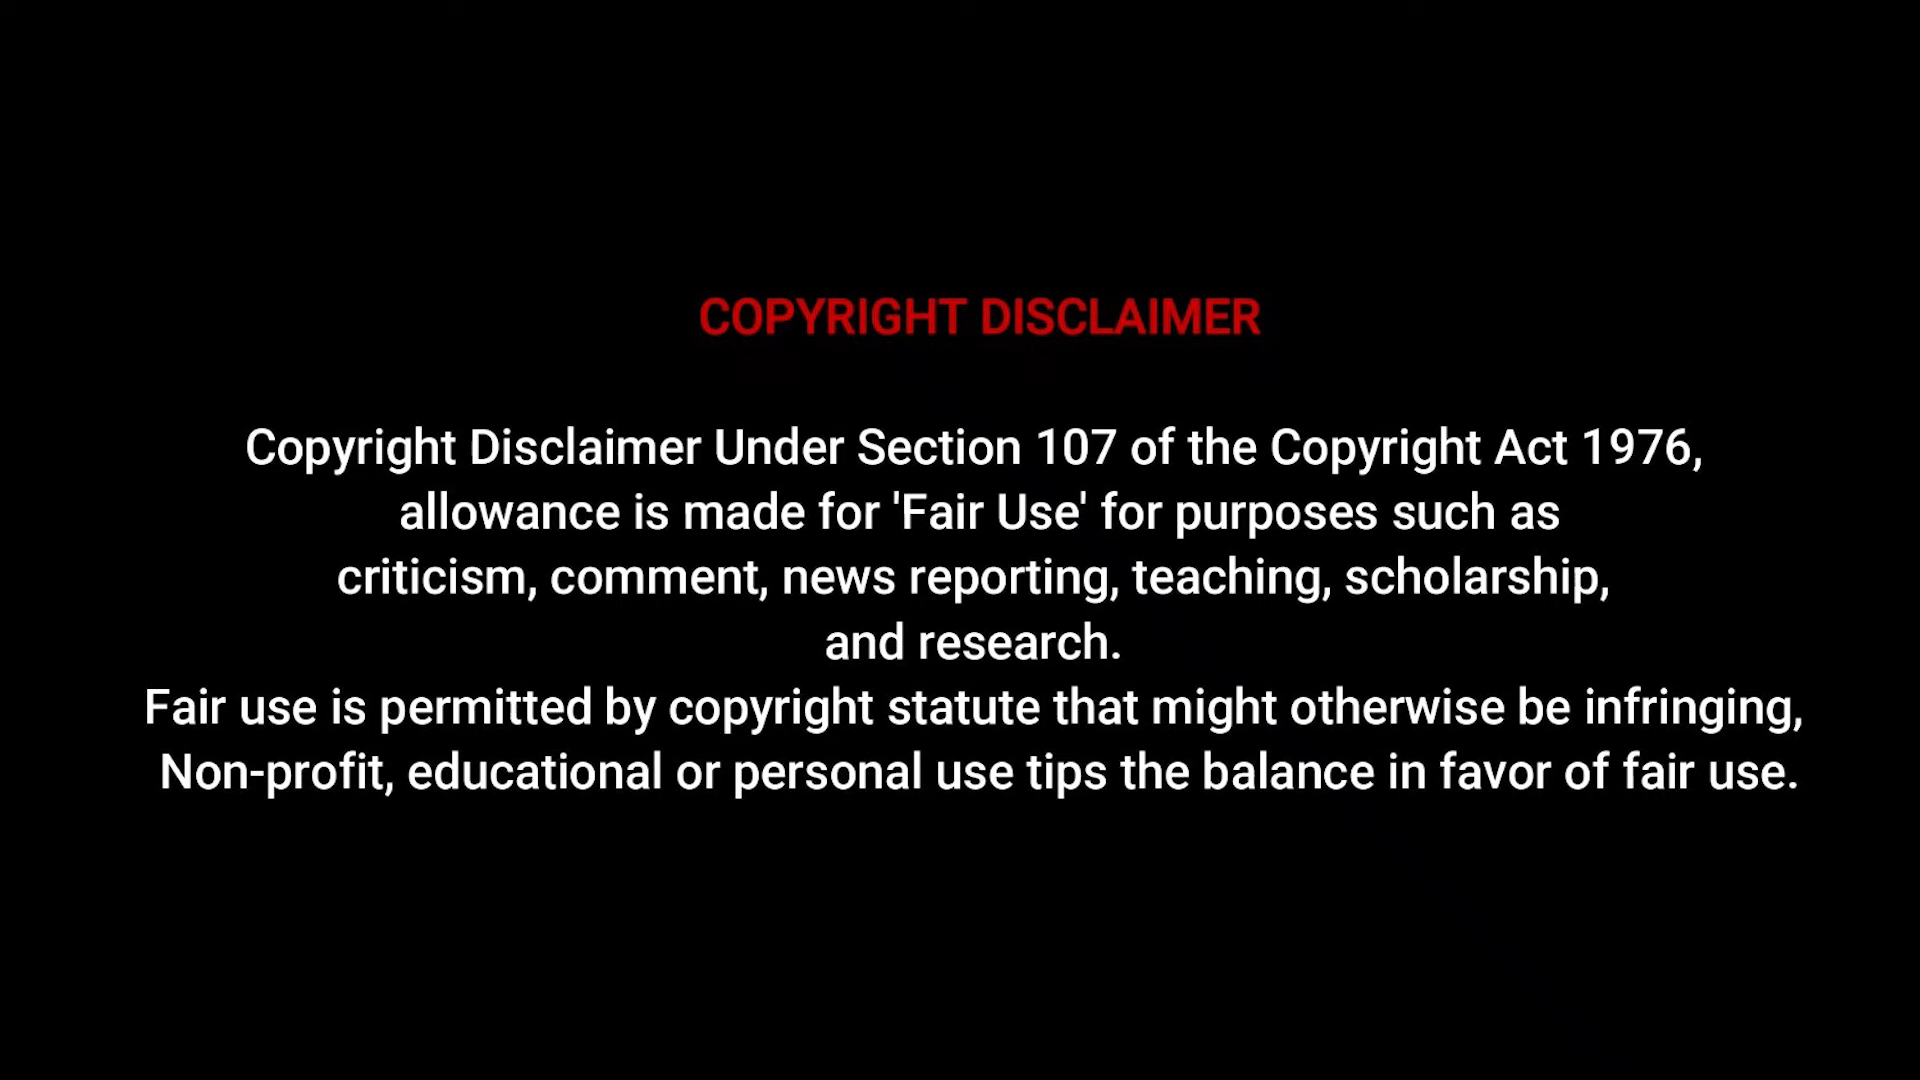 COPYRIGHT DISCLAIMER
Copyright Disclaimer Under Section 107 of the Copyright Act 1976,
allowance is made for 'Fair Use' for purposes such as
criticism, comment, news reporting, teaching, scholarship,
and research.
Fair use is permitted by copyright statute that might otherwise be infringing,
Non-profit, educational or personal use tips the balance in favor of fair use.